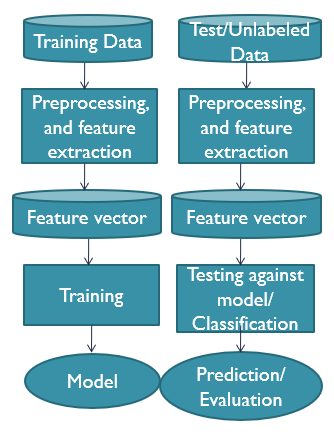 Training Data
Preprocessing,
and feature
extraction
Feature vector
Training
Model
Test/Unlabeled
Data
Preprocessing,
and feature
extraction
Feature vector
Testing against
model/
Classification
Prediction/
Evaluation